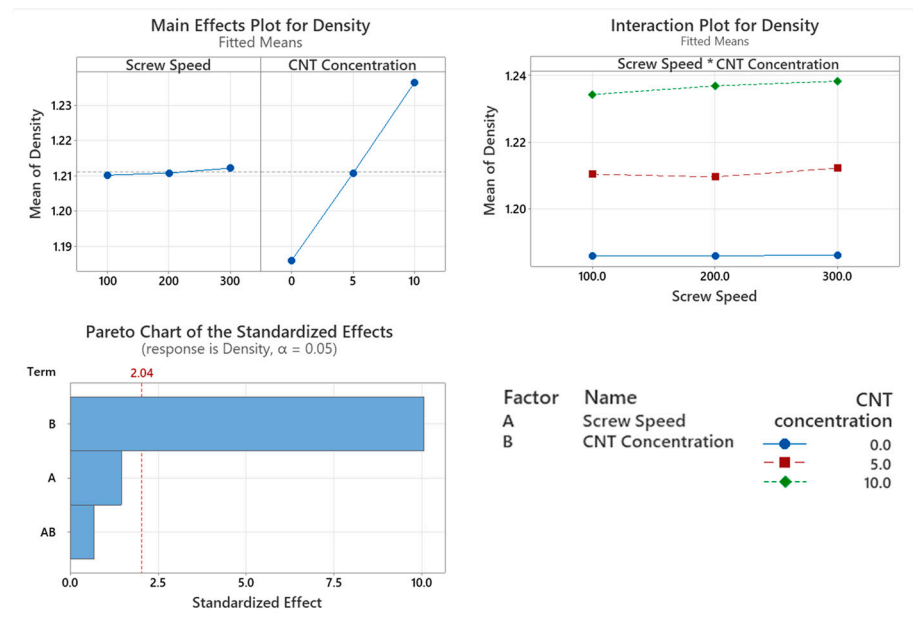 Main Effects Plot for Density
Fitted Means
Screw Speed
CNT Concentration
Mean of Density
1.23
1.22
1.21
1.20
1.19
100
200
300
0
5
10
Interaction Plot for Density
Fitted Means
Screw Speed * CNT Concentration
Mean of Density
1.24
1.22
1.20
100.0
200.0
300.0
Screw Speed
Pareto Chart of the Standardized Effects
(response is Density, α = 0.05)
Term
2.04
B
A
AB
0.0
2.5
5.0
7.5
10.0
Standardized Effect
Factor Name
A Screw Speed
B CNT Concentration
CNT
concentration
0.0
5.0
10.0